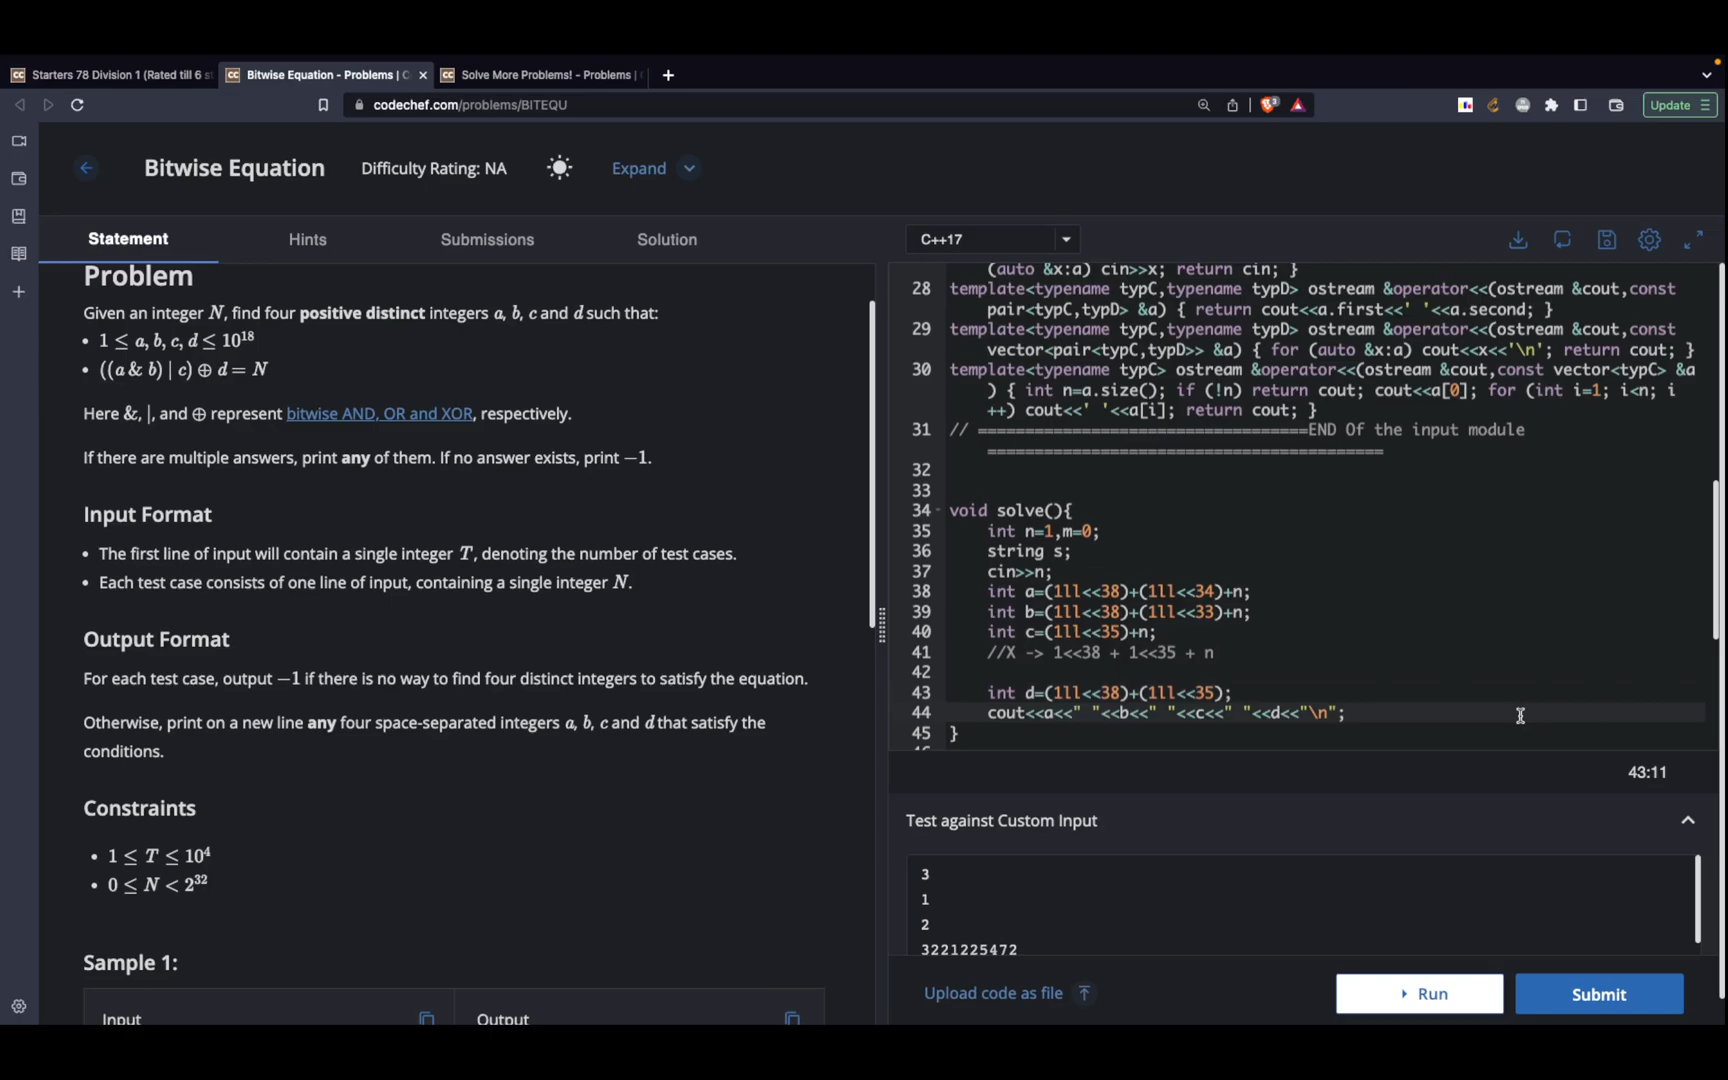 Starters 78 Division 1 (Rated till 6 s
Bitwise Equation - Problems | C
Solve More Problems! - Problems |
codechef.com/problems/BITEQU
Update
Bitwise Equation
Difficulty Rating: NA
Expand
Statement
Hints
Submissions
Solution
Problem
Given an integer N, find four positive distinct integers a, b, c and d such that:
• 1 ≤ a, b, c, d ≤ 10^18
• ((a & b) | c) ⊕ d = N
Here &, |, and ⊕ represent bitwise AND, OR and XOR, respectively.
If there are multiple answers, print any of them. If no answer exists, print −1.
Input Format
• The first line of input will contain a single integer T, denoting the number of test cases.
• Each test case consists of one line of input, containing a single integer N.
Output Format
For each test case, output −1 if there is no way to find four distinct integers to satisfy the equation.
Otherwise, print on a new line any four space-separated integers a, b, c and d that satisfy the
conditions.
Constraints
• 1 ≤ T ≤ 10^4
• 0 ≤ N < 2^32
Sample 1:
Input
Output
C++17
(auto &x:a) cin>>x; return cin; }
28 template<typename typC,typename typD> ostream &operator<<(ostream &cout,const
pair<typC,typD> &a) { return cout<<a.first<<' '<<a.second; }
29 template<typename typC,typename typD> ostream &operator<<(ostream &cout,const
vector<pair<typC,typD>> &a) { for (auto &x:a) cout<<x<<'\n'; return cout; }
30 template<typename typC> ostream &operator<<(ostream &cout,const vector<typC> &a
) { int n=a.size(); if (!n) return cout; cout<<a[0]; for (int i=1; i<n; i
++) cout<<' '<<a[i]; return cout; }
31 // ===================================END Of the input module
==========================================
32
33
34 void solve(){
35 int n=1,m=0;
36 string s;
37 cin>>n;
38 int a=(1ll<<38)+(1ll<<34)+n;
39 int b=(1ll<<38)+(1ll<<33)+n;
40 int c=(1ll<<35)+n;
41 //X -> 1<<38 + 1<<35 + n
42
43 int d=(1ll<<38)+(1ll<<35);
44 cout<<a<<" "<<b<<" "<<c<<" "<<d<<"\n";
45 }
43:11
Test against Custom Input
3
1
2
3221225472
Upload code as file
Run
Submit